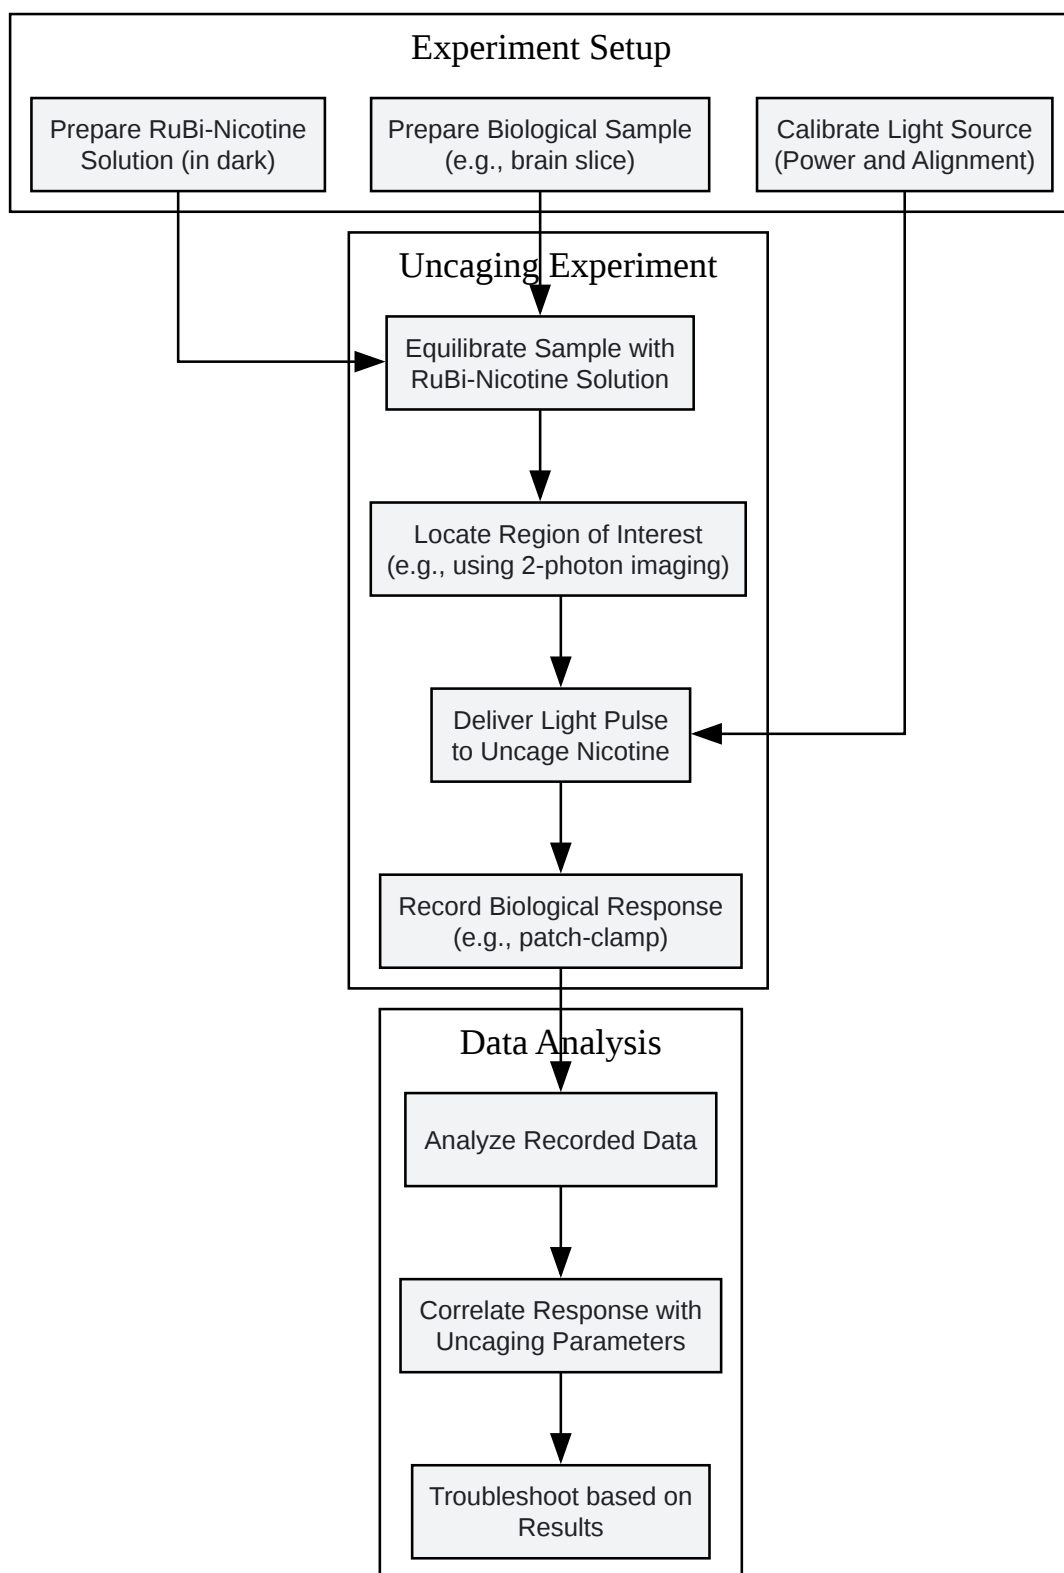 Experiment Setup
Prepare RuBi-Nicotine
Solution (in dark)
Prepare Biological Sample
(e.g., brain slice)
Calibrate Light Source
(Power and Alignment)
Uncaging Experiment
Equilibrate Sample with
RuBi-Nicotine Solution
Locate Region of Interest
(e.g., using 2-photon imaging)
Deliver Light Pulse
to Uncage Nicotine
Record Biological Response
(e.g., patch-clamp)
Data Analysis
Analyze Recorded Data
Correlate Response with
Uncaging Parameters
Troubleshoot based on
Results